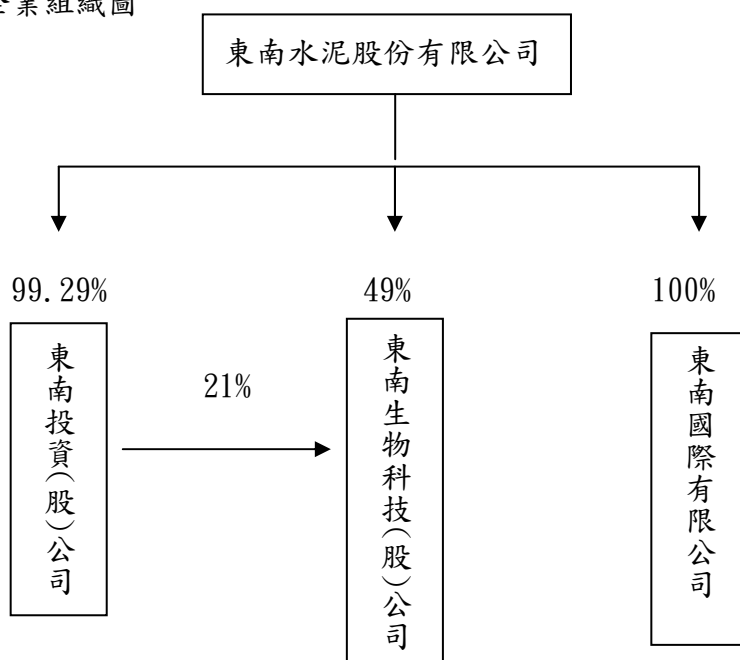 企業組織圖
東南水泥股份有限公司
99.29%
49%
100%
21%
東南投資(股)公司
東南生物科技(股)公司
東南國際有限公司